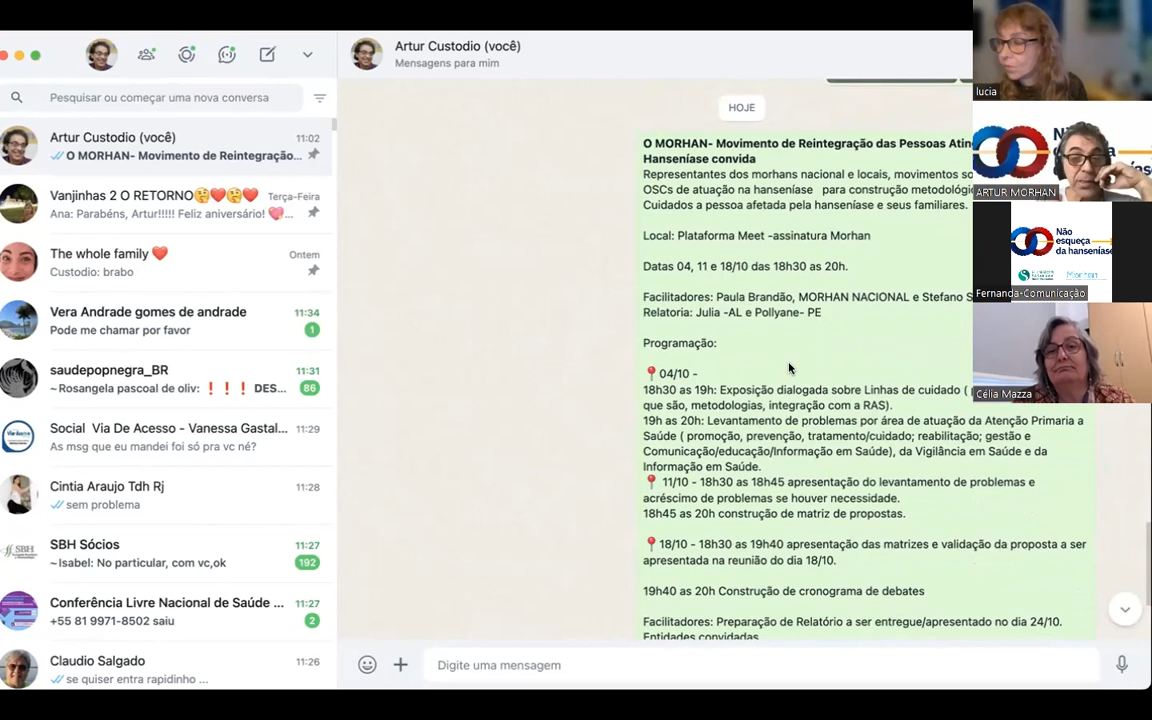 Pesquisar ou começar uma nova conversa
Artur Custodio (você)
11:02
O MORHAN- Movimento de Reintegração...
Vanjinhas 2 O RETORNO🤔❤️🤔❤️...
Terça-Feira
Ana: Parabéns, Artur!!!!! Feliz aniversário! 💞...
The whole family ❤️
Ontem
Custodio: brabo
Vera Andrade gomes de andrade
11:34
Pode me chamar por favor
1
saudepopnegra_BR
11:31
~ Rosangela pascoal de oliv: ❗❗❗ DES...
86
Social Via De Acesso - Vanessa Gastal...
11:29
As msg que eu mandei foi só pra vc né?
Cintia Araujo Tdh Rj
11:28
sem problema
SBH Sócios
11:27
~ Isabel: No particular, com vc,ok
192
Conferência Livre Nacional de Saúde ...
11:27
+55 81 9971-8502 saiu
2
Claudio Salgado
11:26
se quiser entra rapidinho ...
Artur Custodio (você)
Mensagens para mim
HOJE
O MORHAN- Movimento de Reintegração das Pessoas
Hanseníase convida
Representantes dos morhans nacional e locais, movimentos
OSCs de atuação na hanseníase para construção
Cuidados a pessoa afetada pela hanseníase e seus familiares.
Local: Plataforma Meet -assinatura Morhan
Datas 04, 11 e 18/10 das 18h30 as 20h.
Facilitadores: Paula Brandão, MORHAN NACIONAL e Stefano
Relatoria: Julia -AL e Pollyane- PE
Programação:
📍04/10 -
18h30 as 19h: Exposição dialogada sobre Linhas de cuidado (
que são, metodologias, integração com a RAS).
19h as 20h: Levantamento de problemas por área de atuação da Atenção Primaria a
Saúde ( promoção, prevenção, tratamento/cuidado; reabilitação; gestão e
Comunicação/educação/Informação em Saúde), da Vigilância em Saúde e da
Informação em Saúde.
📍 11/10 - 18h30 as 18h45 apresentação do levantamento de problemas e
acréscimo de problemas se houver necessidade.
18h45 as 20h construção de matriz de propostas.
📍18/10 - 18h30 as 19h40 apresentação das matrizes e validação da proposta a ser
apresentada na reunião do dia 18/10.
19h40 as 20h Construção de cronograma de debates
Facilitadores: Preparação de Relatório a ser entregue/apresentado no dia 24/10.
Entidades convidadas
Digite uma mensagem
lucia
ARTUR MORHAN
Não
esqueça
da hanseníase
Morhan
Fernanda-Comunicação
Célia Mazza